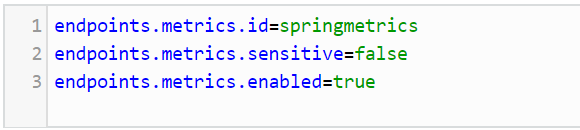 1 endpoints.metrics.id=springmetrics
2 endpoints.metrics.sensitive=false
3 endpoints.metrics.enabled=true